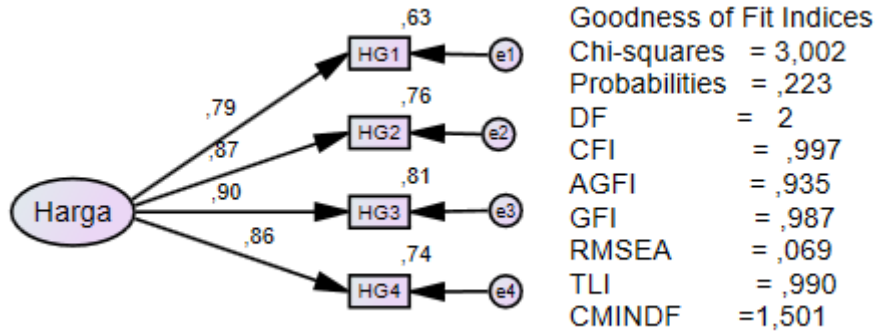 ,63
HG1
e1
,79
,76
HG2
e2
,87
Harga
,81
,90
HG3
e3
,86
,74
HG4
e4
Goodness of Fit Indices
Chi-squares = 3,002
Probabilities = ,223
DF = 2
CFI = ,997
AGFI = ,935
GFI = ,987
RMSEA = ,069
TLI = ,990
CMINDF =1,501